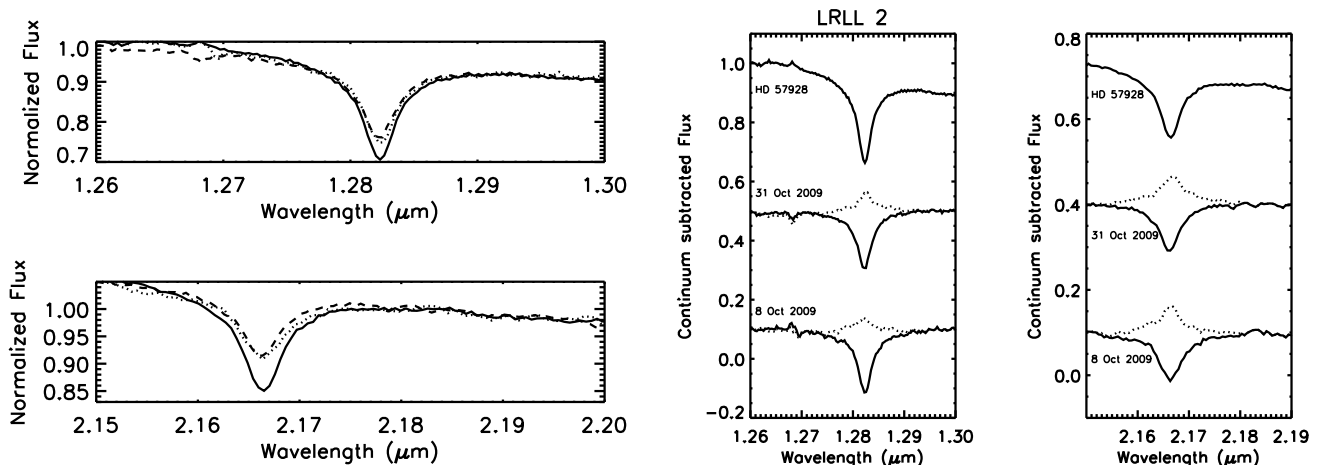 Normalized Flux
1.0
0.9
0.8
0.7
1.26 1.27 1.28 1.29 1.30
Wavelength (μm)
Normalized Flux
1.00
0.95
0.90
0.85
2.15 2.16 2.17 2.18 2.19 2.20
Wavelength (μm)
LRLL 2
Continuum subtracted Flux
1.0
0.8
0.6
0.4
0.2
0.0
−0.2
HD 57928
31 Oct 2009
8 Oct 2009
1.26 1.27 1.28 1.29 1.30
Wavelength (μm)
Continuum subtracted Flux
0.8
0.6
0.4
0.2
0.0
HD 57928
31 Oct 2009
8 Oct 2009
2.16 2.17 2.18 2.19
Wavelength (μm)